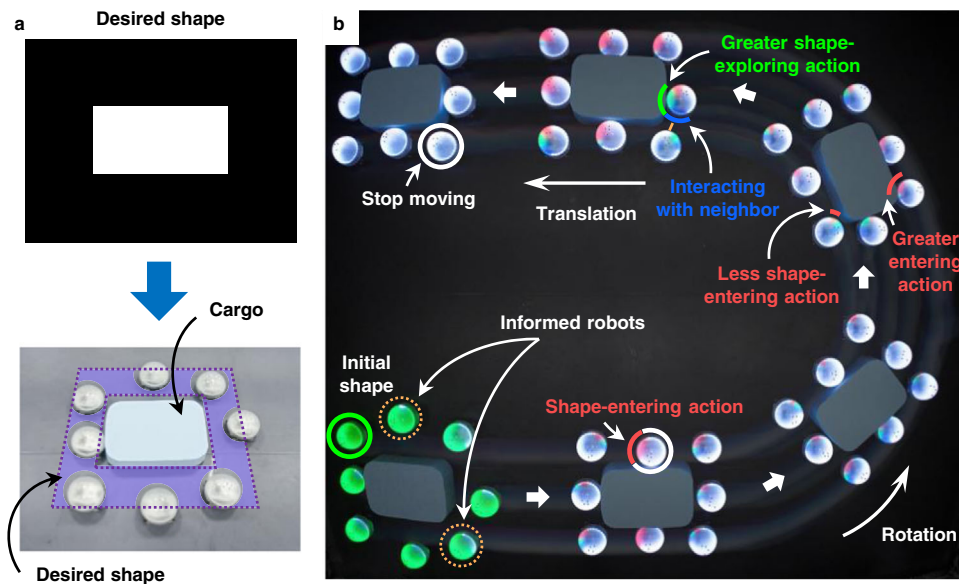 a
Desired shape
Cargo
Desired shape
b
Greater shape-
exploring action
Stop moving
Translation
Interacting
with neighbor
Less shape-
entering action
Greater
entering
action
Informed robots
Initial
shape
Shape-entering action
Rotation